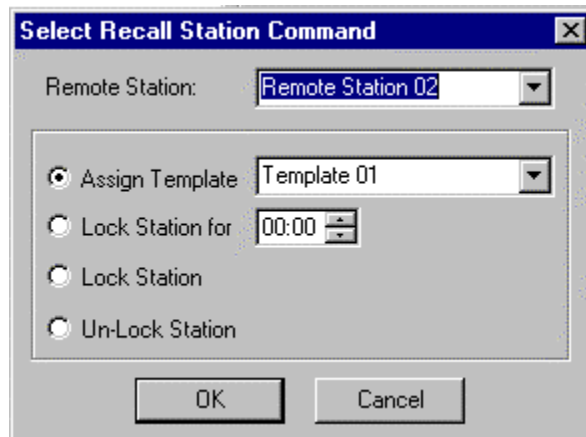 Select Recall Station Command
Remote Station: Remote Station 02
Assign Template Template 01
Lock Station for 00:00
Lock Station
Un-Lock Station
OK Cancel